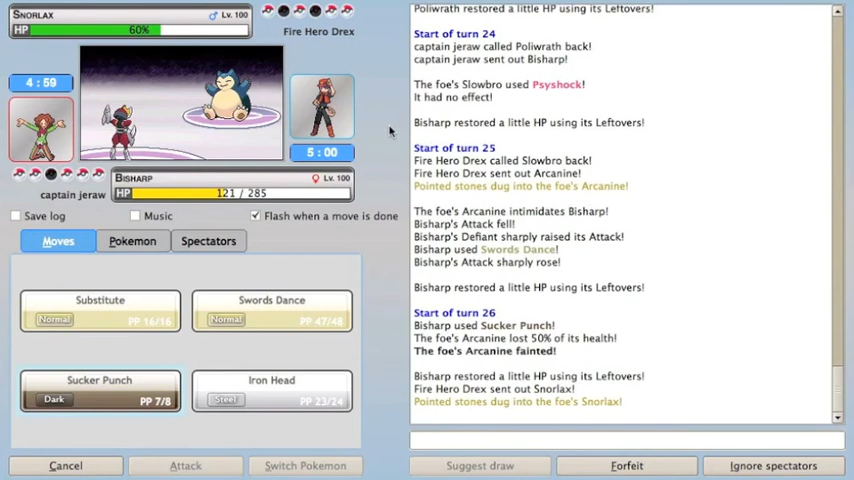 Snorlax ♂ Lv. 100
HP 60%
Fire Hero Drex
4 : 59
5 : 00
Bisharp ♀ Lv. 100
HP 121 / 285
captain jeraw
Save log
Music
Flash when a move is done
Moves
Pokemon
Spectators
Substitute
Normal PP 16/16
Swords Dance
Normal PP 47/48
Sucker Punch
Dark PP 7/8
Iron Head
Steel PP 23/24
Cancel
Attack
Switch Pokemon
Poliwrath restored a little HP using its Leftovers!
Start of turn 24
captain jeraw called Poliwrath back!
captain jeraw sent out Bisharp!
The foe's Slowbro used Psyshock!
It had no effect!
Bisharp restored a little HP using its Leftovers!
Start of turn 25
Fire Hero Drex called Slowbro back!
Fire Hero Drex sent out Arcanine!
Pointed stones dug into the foe's Arcanine!
The foe's Arcanine intimidates Bisharp!
Bisharp's Attack fell!
Bisharp's Defiant sharply raised its Attack!
Bisharp used Swords Dance!
Bisharp's Attack sharply rose!
Bisharp restored a little HP using its Leftovers!
Start of turn 26
Bisharp used Sucker Punch!
The foe's Arcanine lost 50% of its health!
The foe's Arcanine fainted!
Bisharp restored a little HP using its Leftovers!
Fire Hero Drex sent out Snorlax!
Pointed stones dug into the foe's Snorlax!
Suggest draw
Forfeit
Ignore spectators